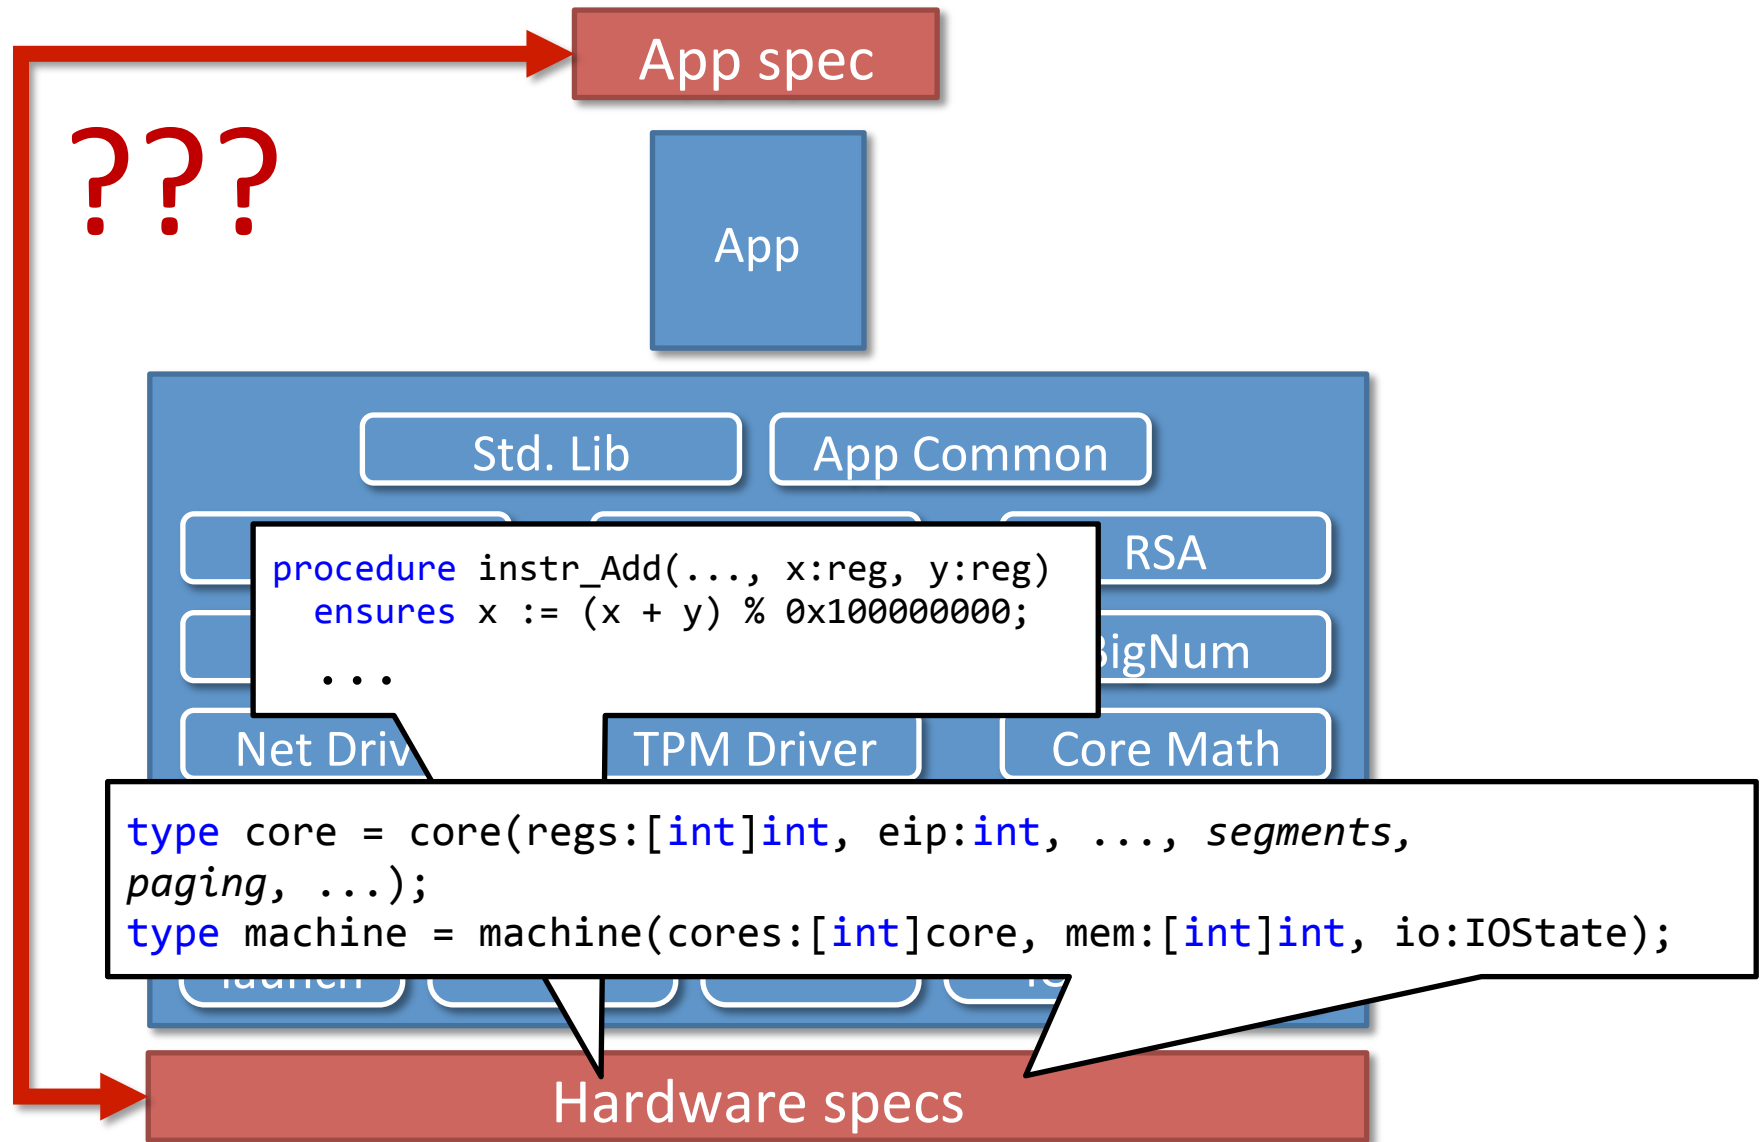 App spec
???
App
Std. Lib
App Common
RSA
procedure instr_Add(..., x:reg, y:reg)
ensures x := (x + y) % 0x100000000;
...
Net Driv
TPM Driver
Core Math
type core = core(regs:[int]int, eip:int, ..., segments,
paging, ...);
type machine = machine(cores:[int]core, mem:[int]int, io:IOState);
Hardware specs